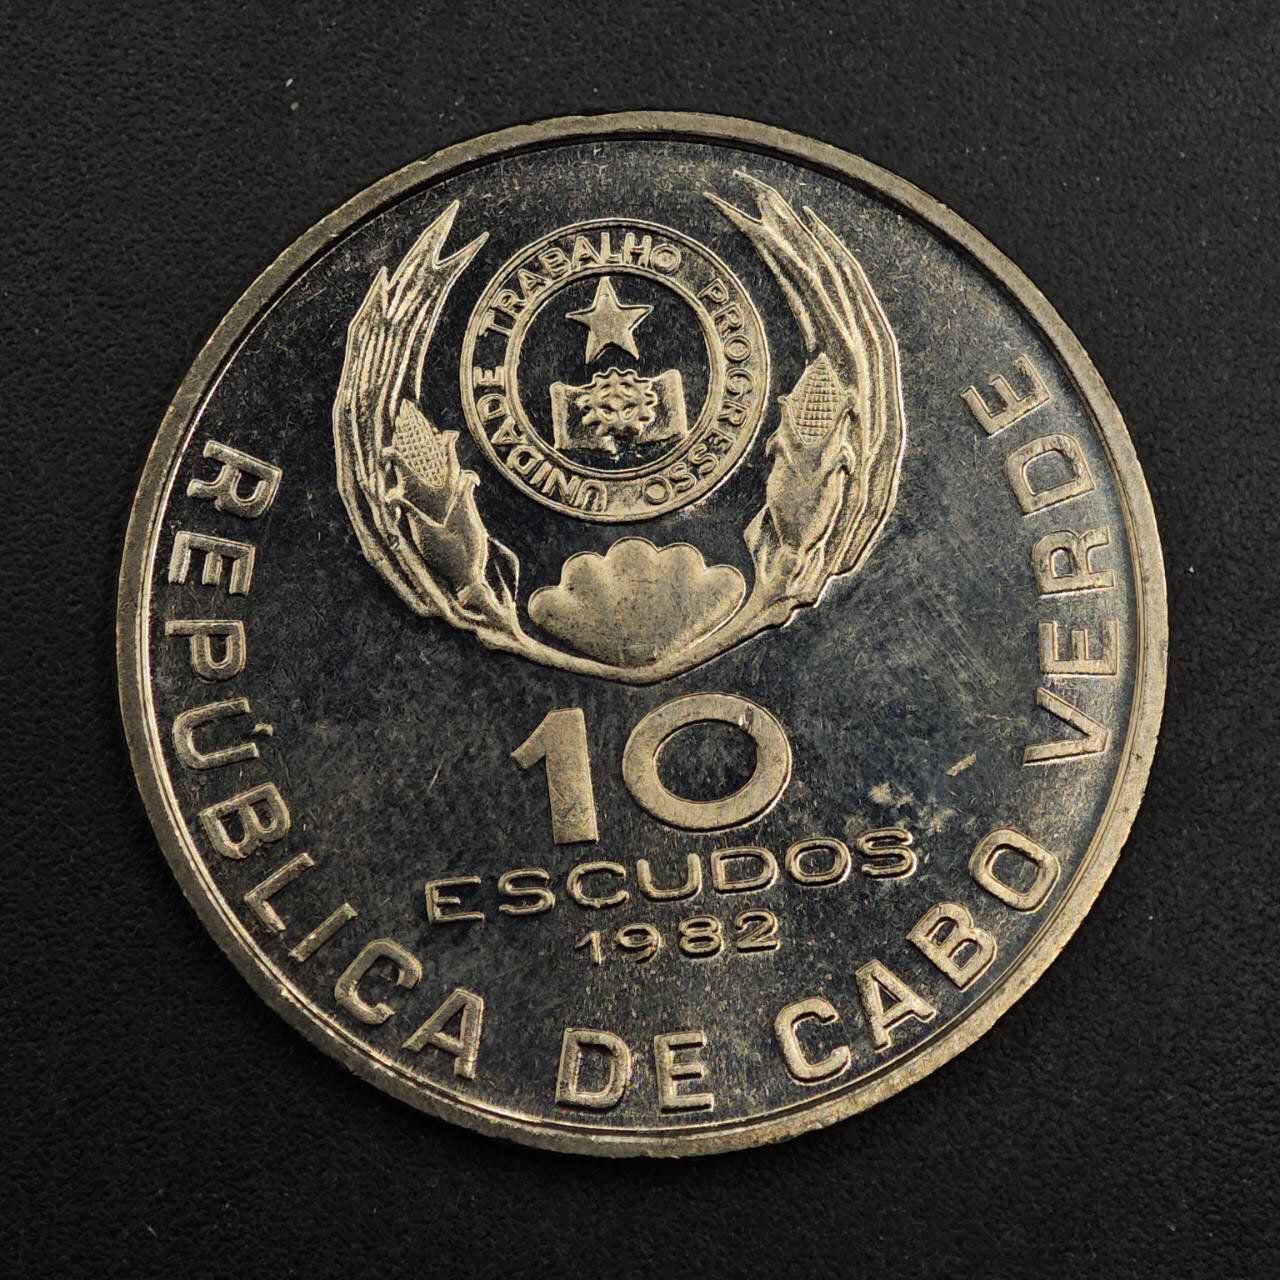 UNIDADE TRABALHO PROGRESSO
10
ESCUDOS
1982
REPÚBLICA DE CABO VERDE